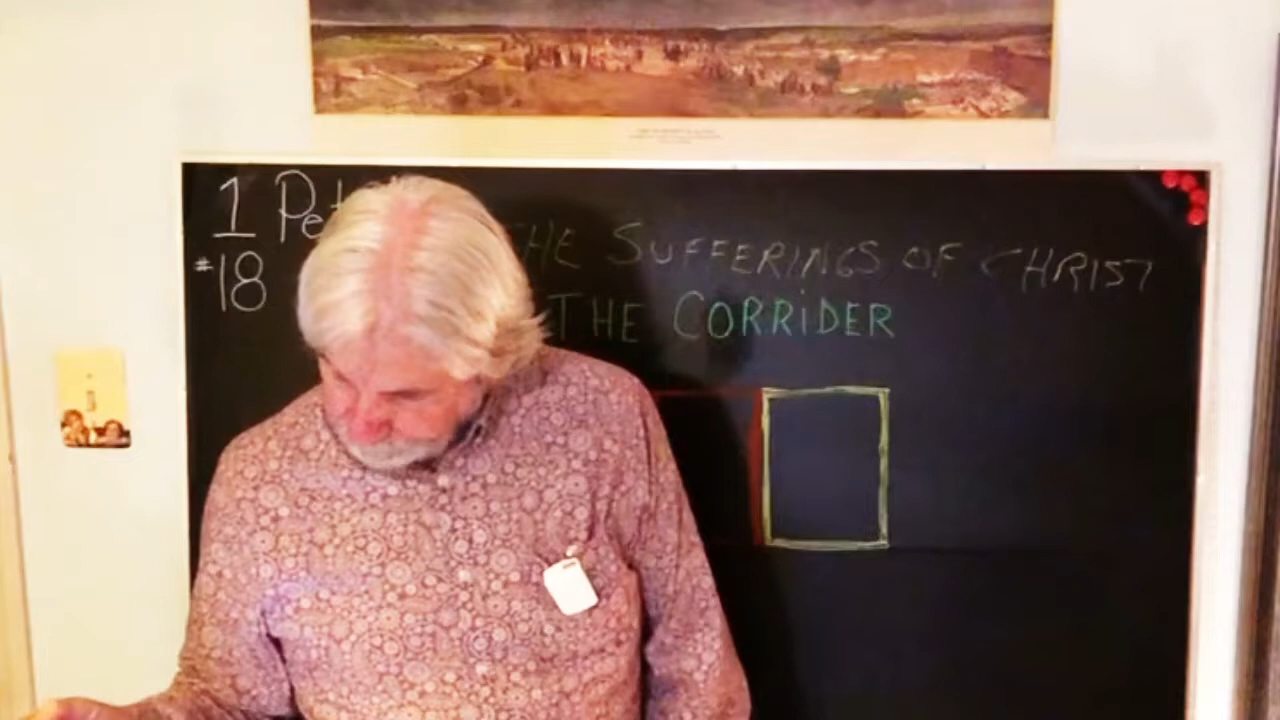 1 Pet
THE SUFFERINGS OF CHRIST
#18
THE CORRIDER